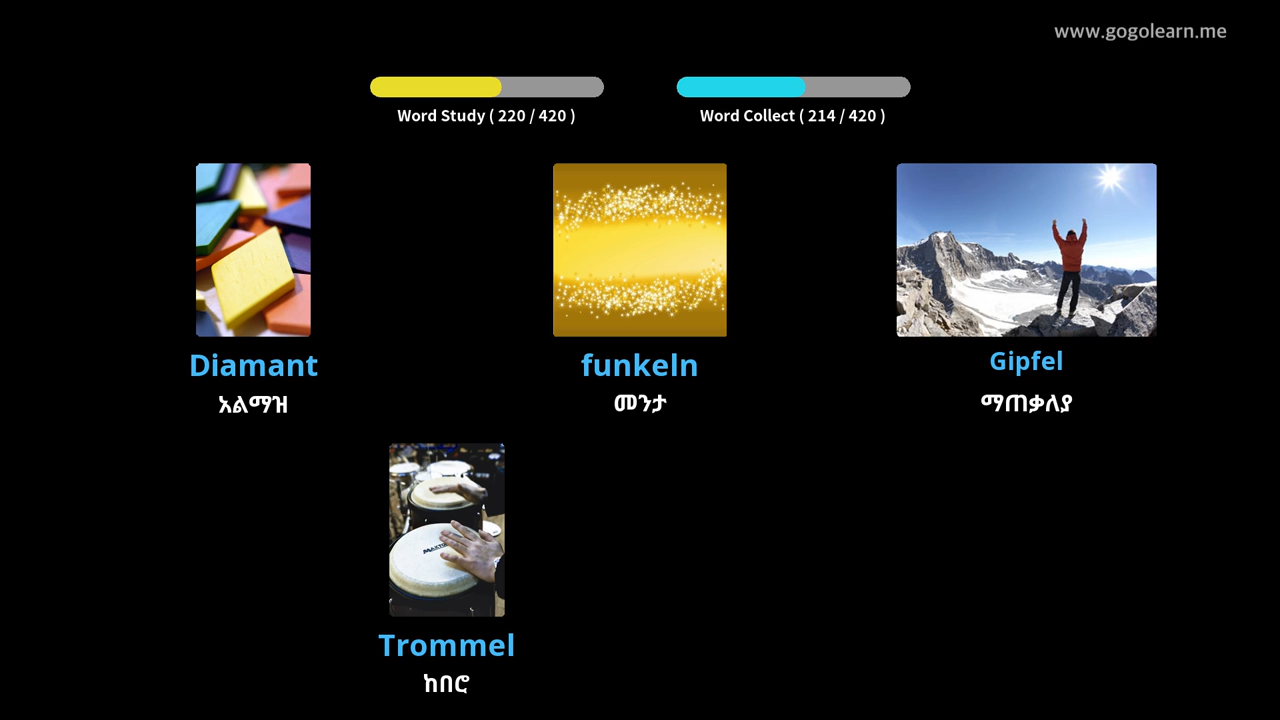 www.gogolearn.me
Word Study ( 220 / 420 )
Word Collect ( 214 / 420 )
Diamant
funkeln
Gipfel
አልማዝ
መንታ
ማጠቃለያ
Trommel
ከበሮ